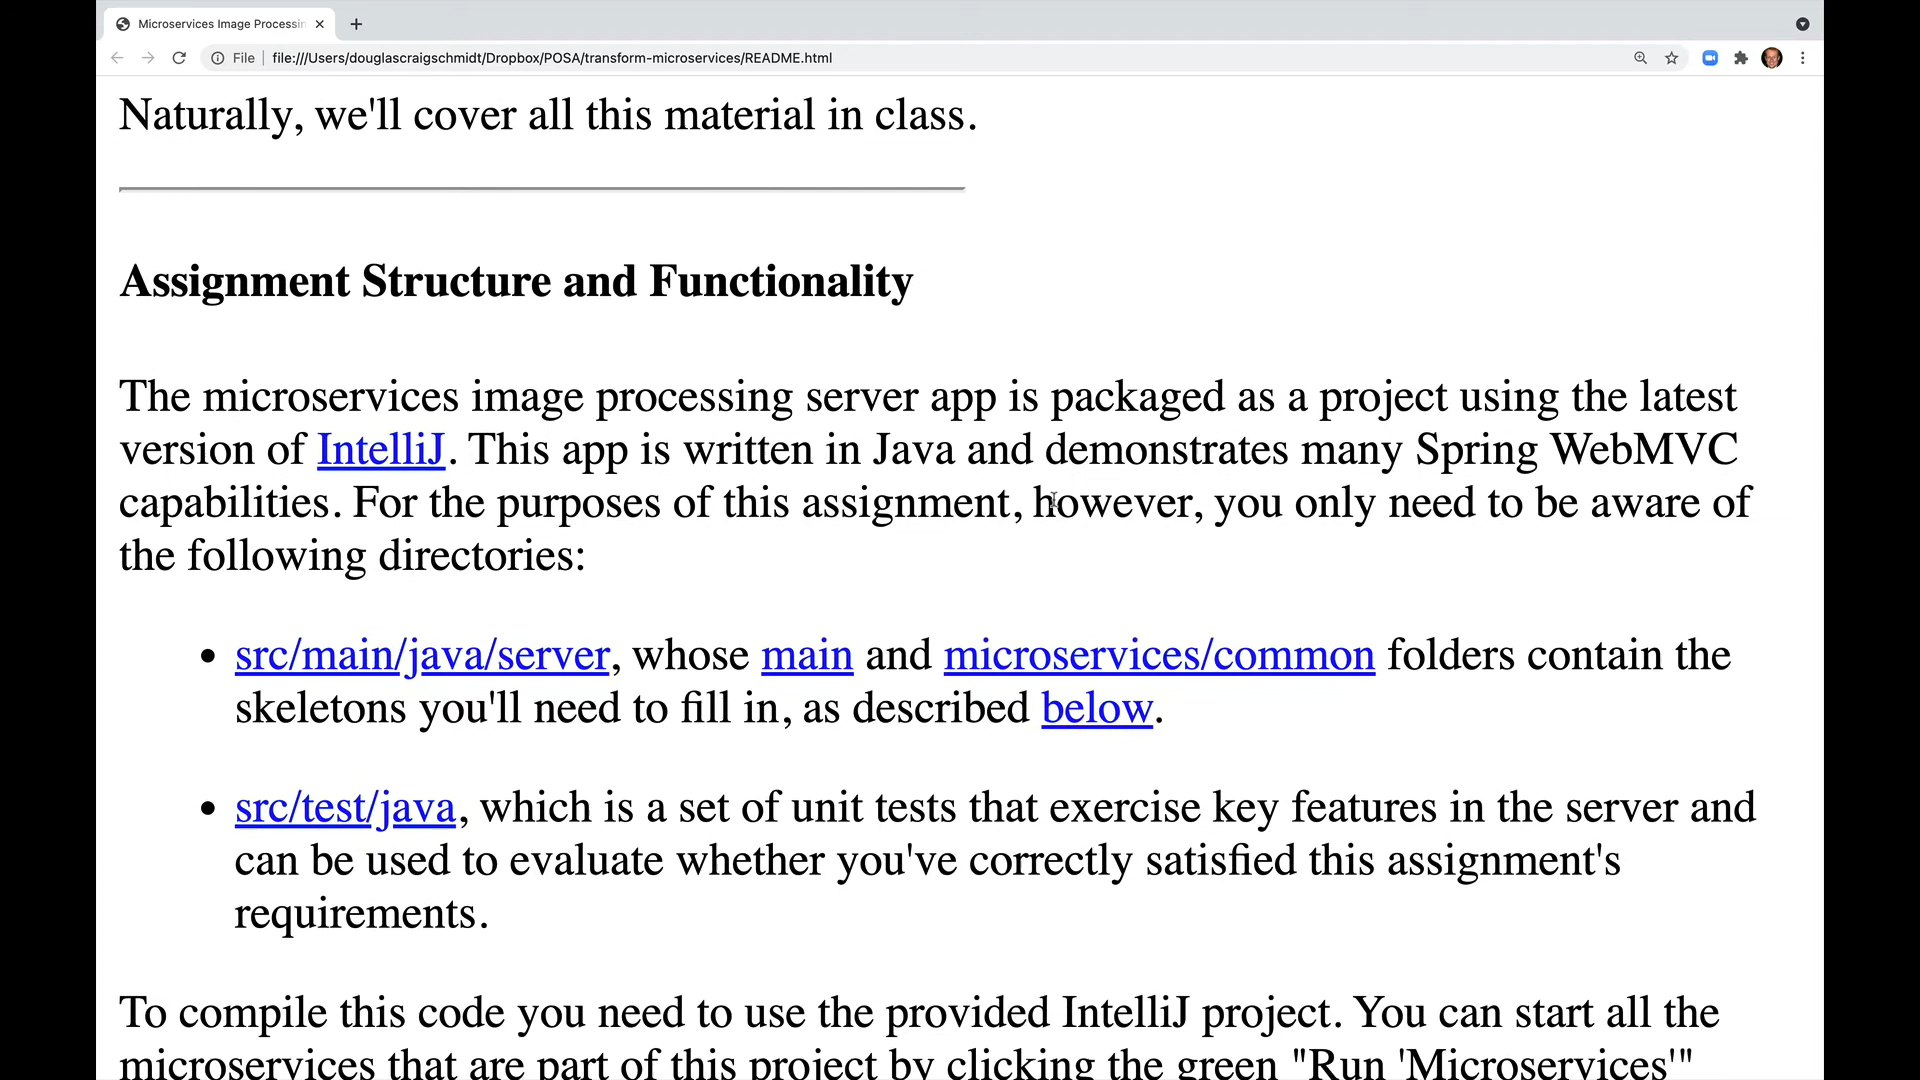 Microservices Image Processin
File file:///Users/douglascraigschmidt/Dropbox/POSA/transform-microservices/README.html
Naturally, we'll cover all this material in class.
Assignment Structure and Functionality
The microservices image processing server app is packaged as a project using the latest
version of IntelliJ. This app is written in Java and demonstrates many Spring WebMVC
capabilities. For the purposes of this assignment, however, you only need to be aware of
the following directories:
• src/main/java/server, whose main and microservices/common folders contain the
skeletons you'll need to fill in, as described below.
• src/test/java, which is a set of unit tests that exercise key features in the server and
can be used to evaluate whether you've correctly satisfied this assignment's
requirements.
To compile this code you need to use the provided IntelliJ project. You can start all the
microservices that are part of this project by clicking the green "Run 'Microservices'"